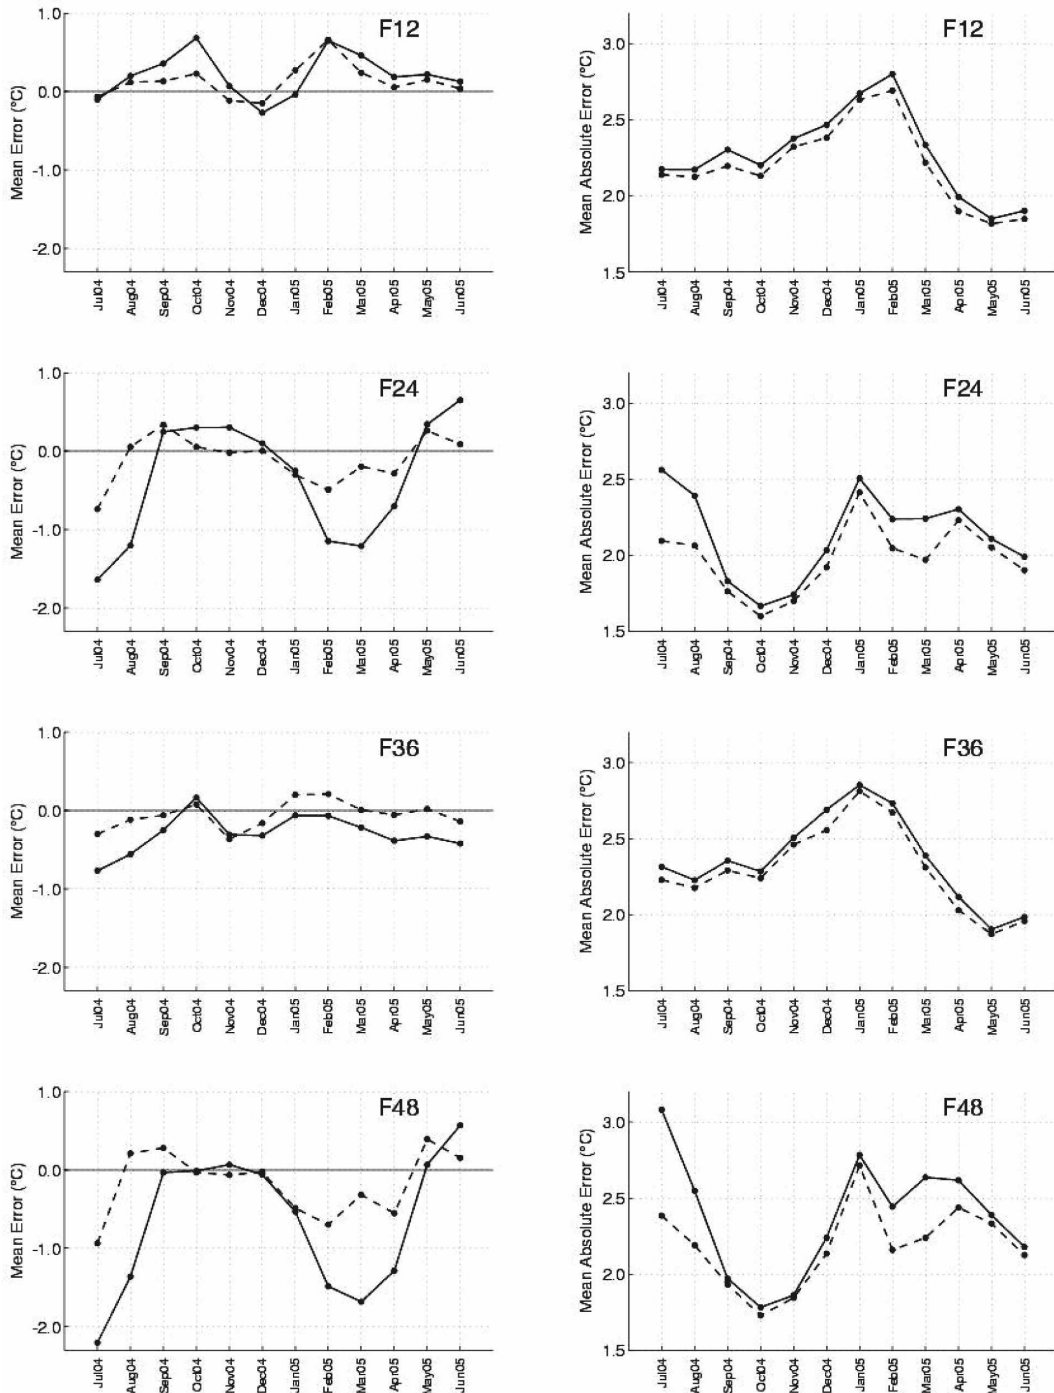 F12
Mean Error (°C)
1.0
0.0
-1.0
-2.0
Jul04
Aug04
Sep04
Oct04
Nov04
Dec04
Jan05
Feb05
Mar05
Apr05
May05
Jun05
F12
Mean Absolute Error (°C)
3.0
2.5
2.0
1.5
Jul04
Aug04
Sep04
Oct04
Nov04
Dec04
Jan05
Feb05
Mar05
Apr05
May05
Jun05
F24
Mean Error (°C)
1.0
0.0
-1.0
-2.0
Jul04
Aug04
Sep04
Oct04
Nov04
Dec04
Jan05
Feb05
Mar05
Apr05
May05
Jun05
F24
Mean Absolute Error (°C)
3.0
2.5
2.0
1.5
Jul04
Aug04
Sep04
Oct04
Nov04
Dec04
Jan05
Feb05
Mar05
Apr05
May05
Jun05
F36
Mean Error (°C)
1.0
0.0
-1.0
-2.0
Jul04
Aug04
Sep04
Oct04
Nov04
Dec04
Jan05
Feb05
Mar05
Apr05
May05
Jun05
F36
Mean Absolute Error (°C)
3.0
2.5
2.0
1.5
Jul04
Aug04
Sep04
Oct04
Nov04
Dec04
Jan05
Feb05
Mar05
Apr05
May05
Jun05
F48
Mean Error (°C)
1.0
0.0
-1.0
-2.0
Jul04
Aug04
Sep04
Oct04
Nov04
Dec04
Jan05
Feb05
Mar05
Apr05
May05
Jun05
F48
Mean Absolute Error (°C)
3.0
2.5
2.0
1.5
Jul04
Aug04
Sep04
Oct04
Nov04
Dec04
Jan05
Feb05
Mar05
Apr05
May05
Jun05